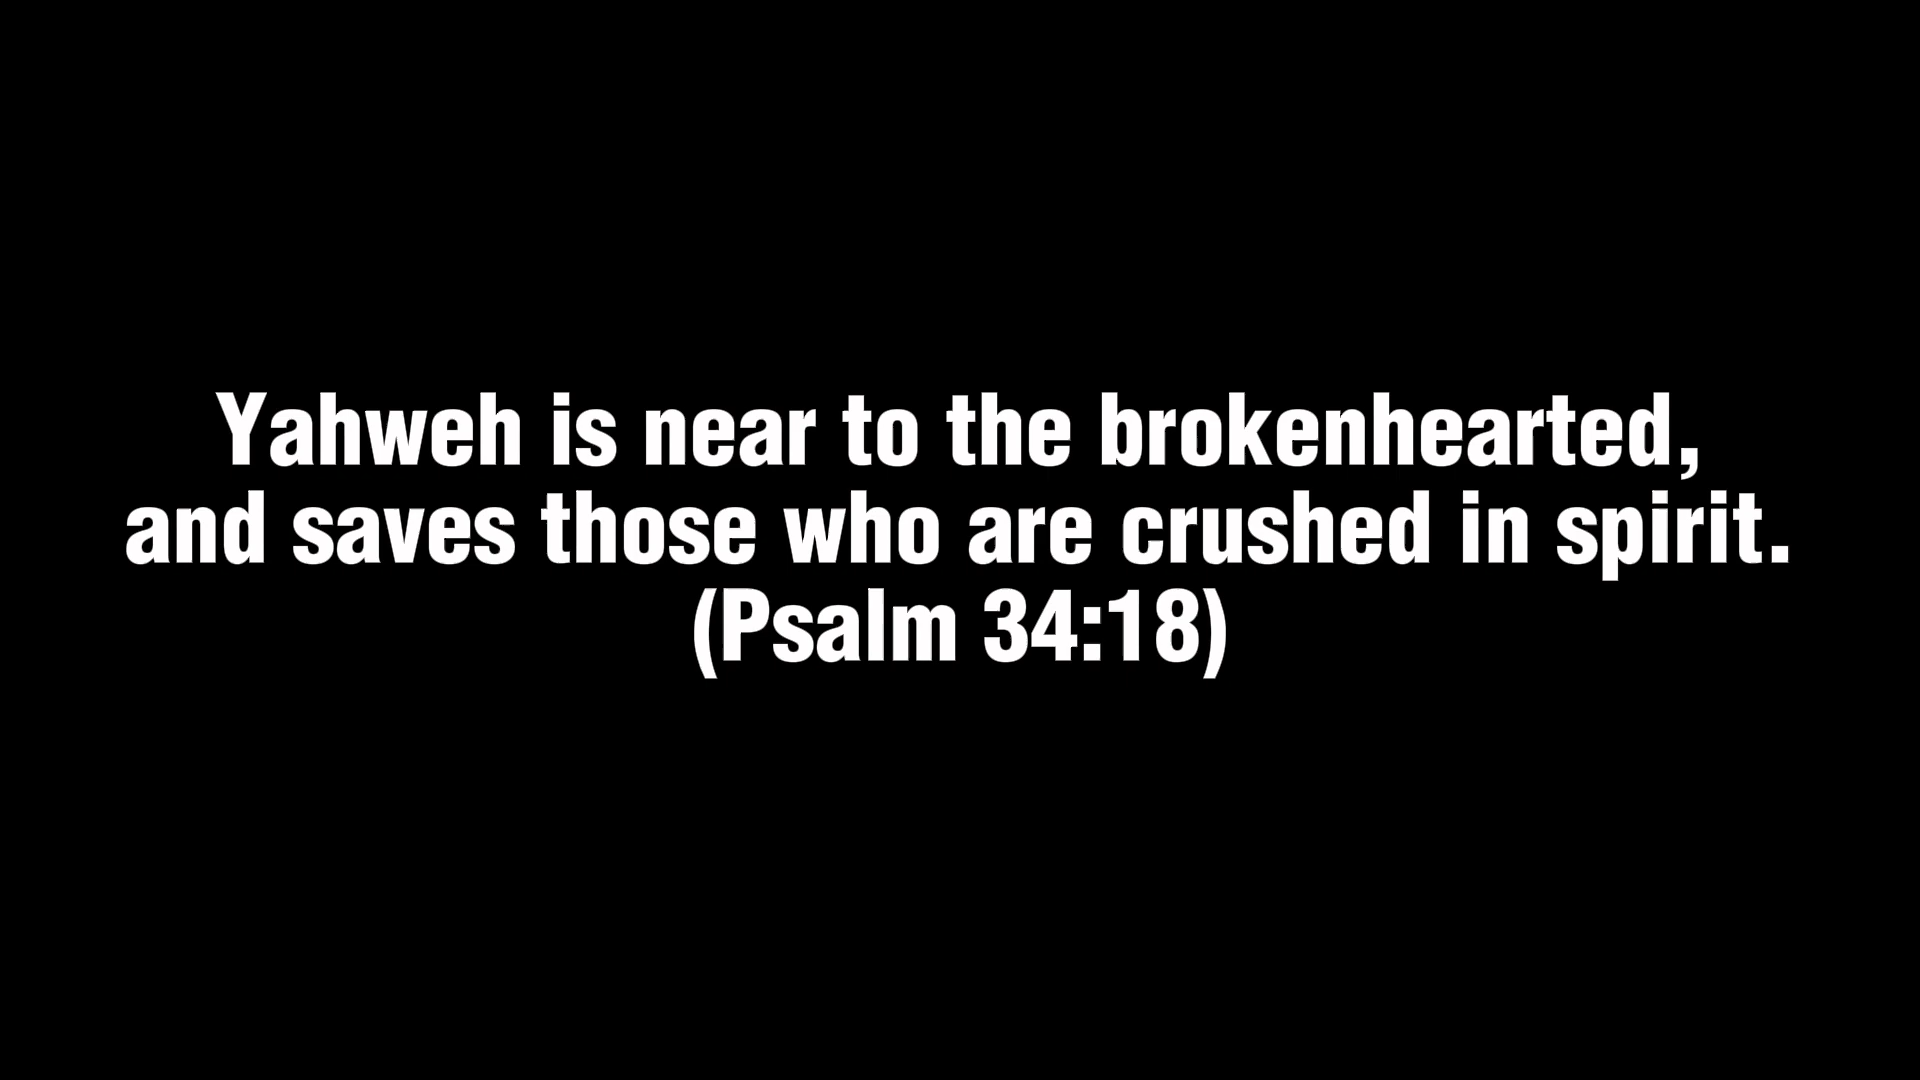 Yahweh is near to the brokenhearted,
and saves those who are crushed in spirit.
(Psalm 34:18)